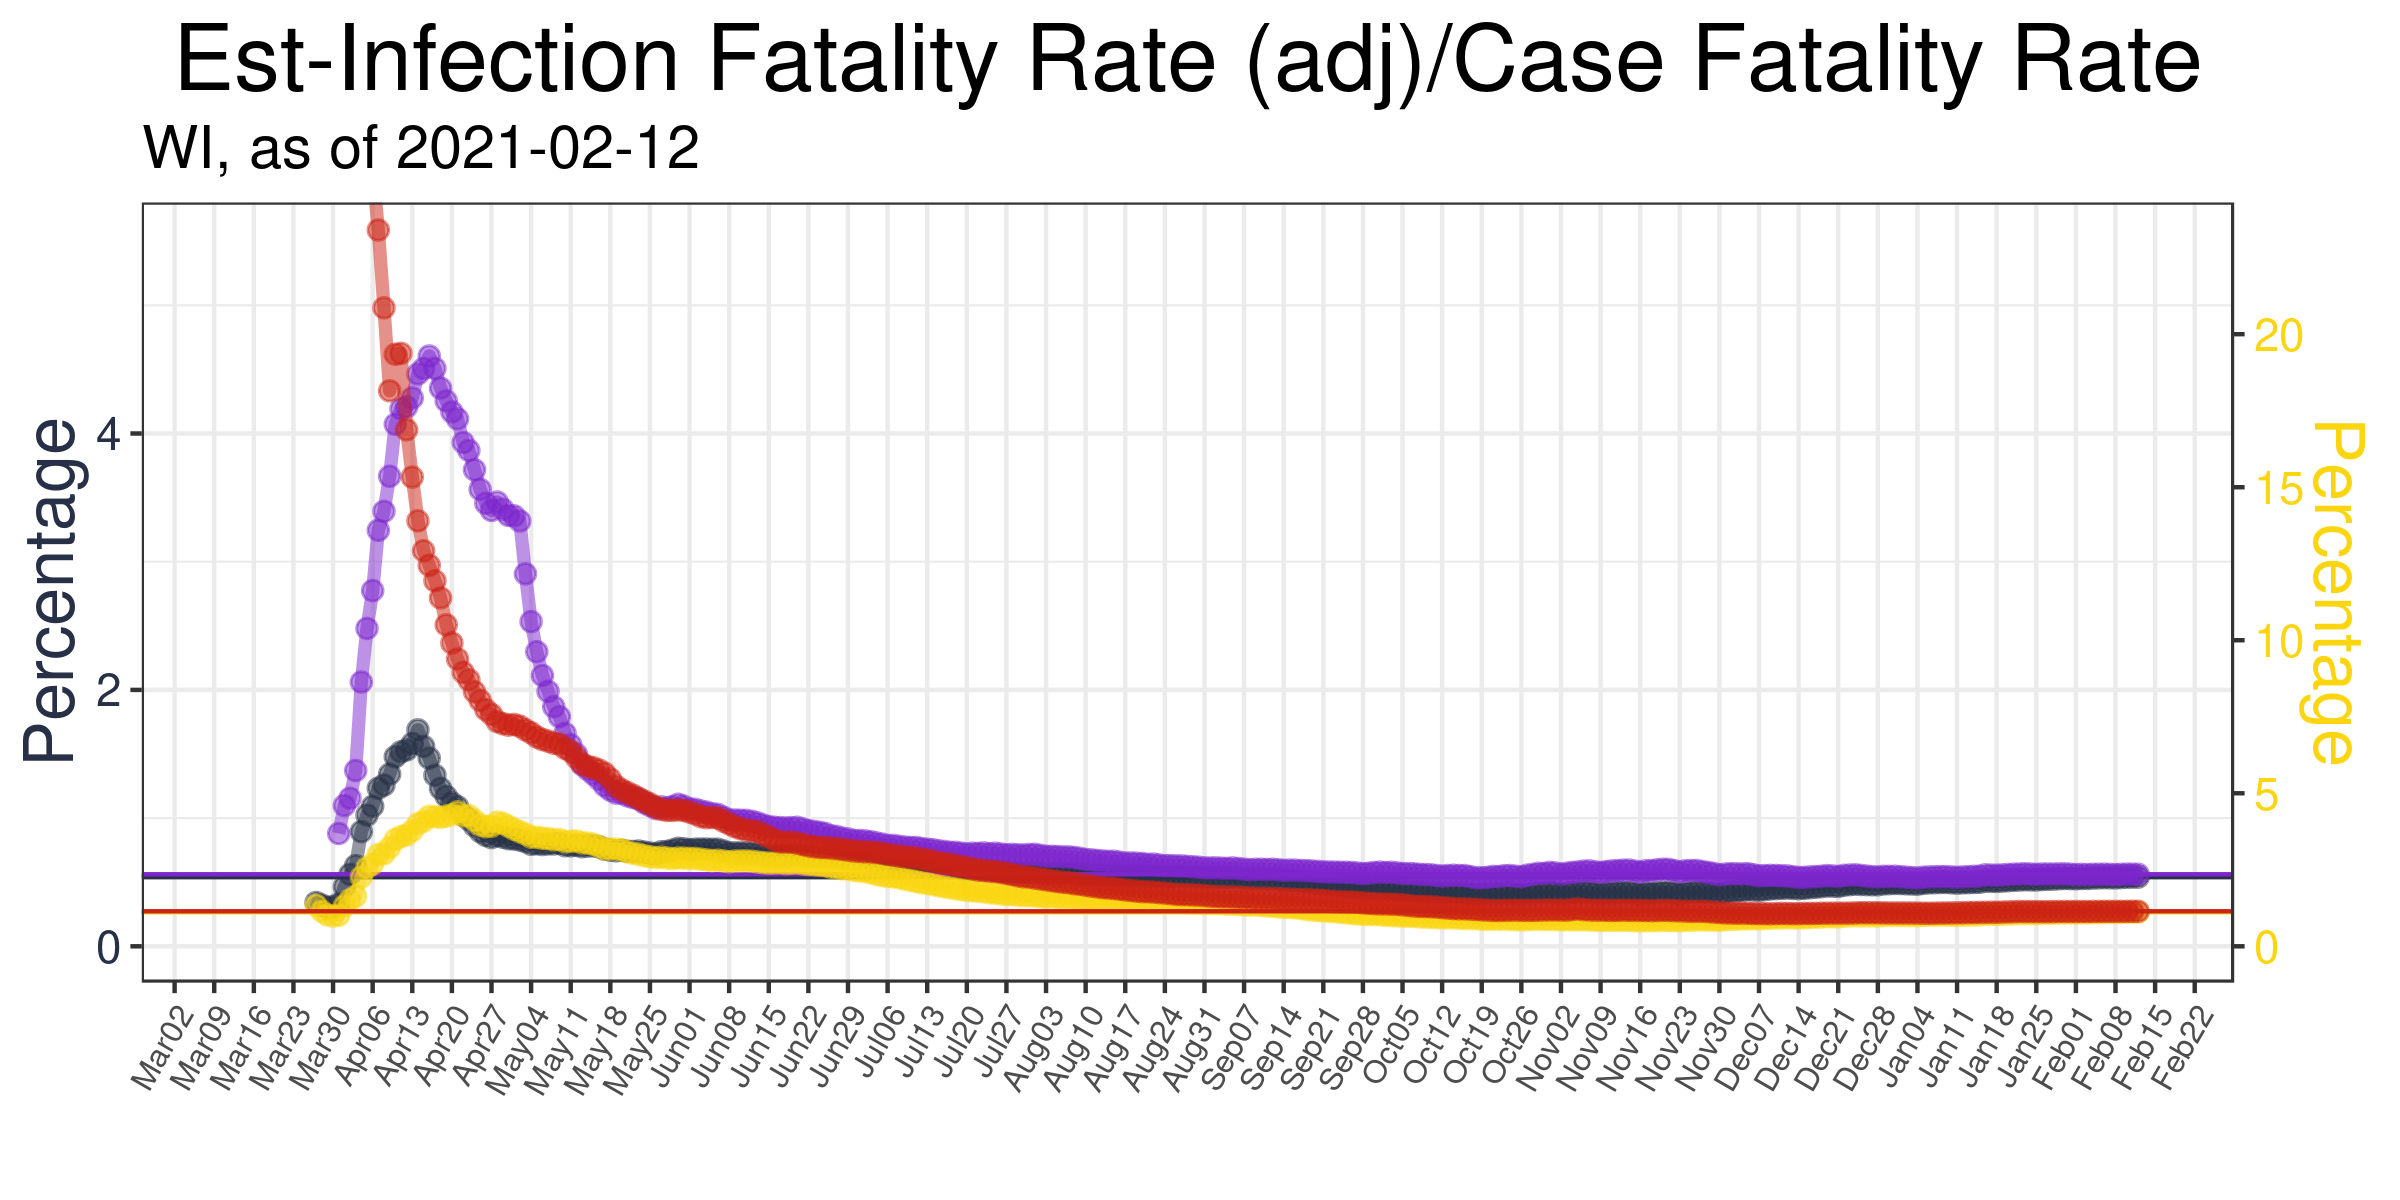 Est-Infection Fatality Rate (adj)/Case Fatality Rate
WI, as of 2021-02-12
Percentage
4
2
0
20
15
10
5
0
Percentage
Mar02
Mar09
Mar16
Mar23
Mar30
Apr06
Apr13
Apr20
Apr27
May04
May11
May18
May25
Jun01
Jun08
Jun15
Jun22
Jun29
Jul06
Jul13
Jul20
Jul27
Aug03
Aug10
Aug17
Aug24
Aug31
Sep07
Sep14
Sep21
Sep28
Oct05
Oct12
Oct19
Oct26
Nov02
Nov09
Nov16
Nov23
Nov30
Dec07
Dec14
Dec21
Dec28
Jan04
Jan11
Jan18
Jan25
Feb01
Feb08
Feb15
Feb22